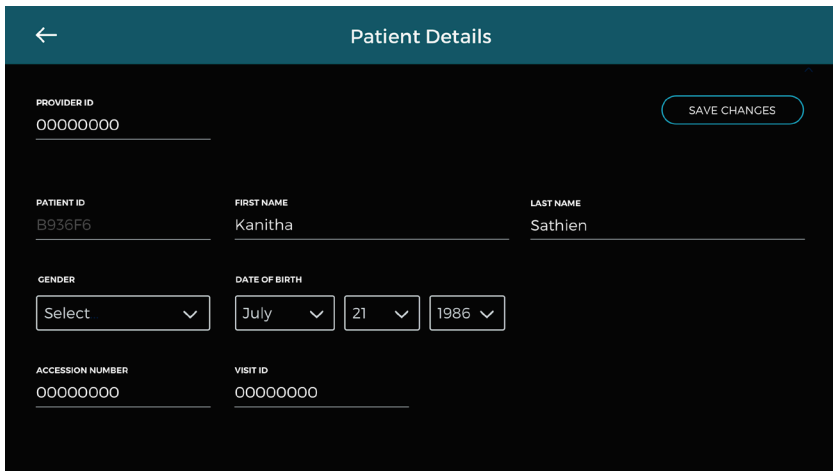 Patient Details
PROVIDER ID
00000000
SAVE CHANGES
PATIENT ID
B936F6
FIRST NAME
Kanitha
LAST NAME
Sathien
GENDER
Select
DATE OF BIRTH
July
21
1986
ACCESSION NUMBER
00000000
VISIT ID
00000000